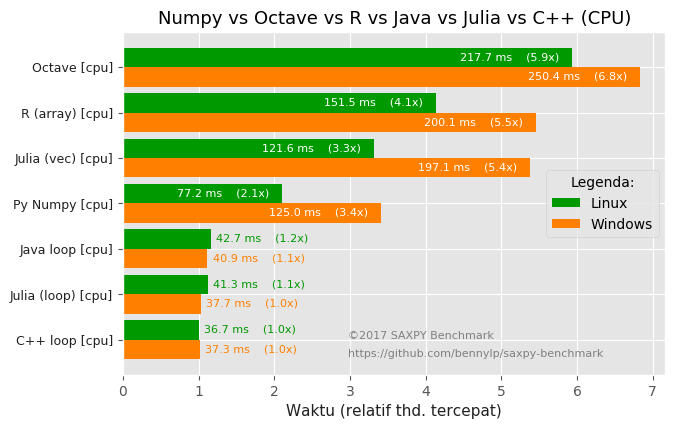 Numpy vs Octave vs R vs Java vs Julia vs C++ (CPU)
Octave [cpu]
217.7 ms (5.9x)
250.4 ms (6.8x)
R (array) [cpu]
151.5 ms (4.1x)
200.1 ms (5.5x)
Julia (vec) [cpu]
121.6 ms (3.3x)
197.1 ms (5.4x)
Py Numpy [cpu]
77.2 ms (2.1x)
125.0 ms (3.4x)
Java loop [cpu]
42.7 ms (1.2x)
40.9 ms (1.1x)
Julia (loop) [cpu]
41.3 ms (1.1x)
37.7 ms (1.0x)
C++ loop [cpu]
36.7 ms (1.0x)
37.3 ms (1.0x)
Legenda:
Linux
Windows
©2017 SAXPY Benchmark
https://github.com/bennylp/saxpy-benchmark
0 1 2 3 4 5 6 7
Waktu (relatif thd. tercepat)